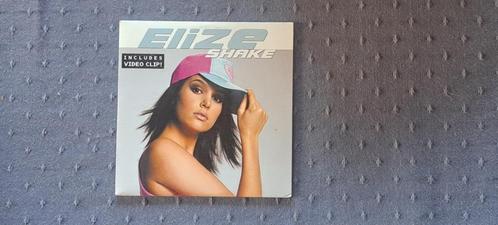 Elize
SHAKE
INCLUDES
VIDEO CLIP!